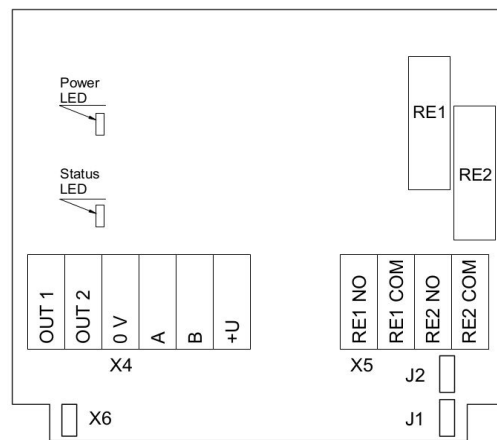 Power
LED
RE1
RE2
Status
LED
OUT 1
OUT 2
0 V
A
B
+U
RE1 NO
RE1 COM
RE2 NO
RE2 COM
X4
X5
J2
X6
J1